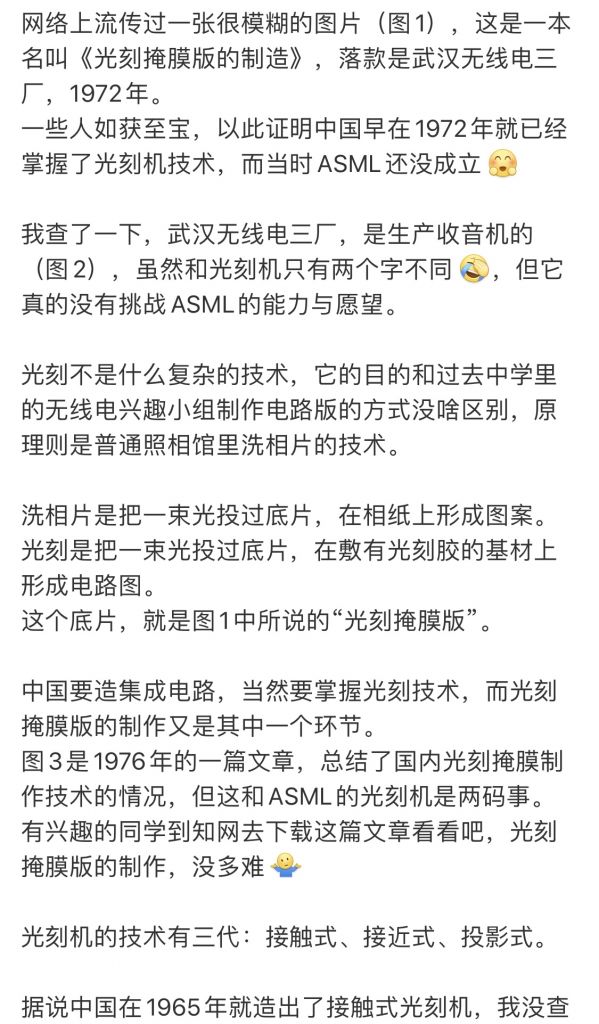 网络上流传过一张很模糊的图片（图1），这是一本
名叫《光刻掩膜版的制造》，落款是武汉无线电三
厂，1972年。
一些人如获至宝，以此证明中国早在1972年就已经
掌握了光刻机技术，而当时ASML还没成立🥰
我查了一下，武汉无线电三厂，是生产收音机的
（图2），虽然和光刻机只有两个字不同🤣，但它
真的没有挑战ASML的能力与愿望。
光刻不是什么复杂的技术，它的目的和过去中学里
的无线电兴趣小组制作电路版的方式没啥区别，原
理则是普通照相馆里洗相片的技术。
洗相片是把一束光投过底片，在相纸上形成图案。
光刻是把一束光投过底片，在敷有光刻胶的基材上
形成电路图。
这个底片，就是图1中所说的“光刻掩膜版”。
中国要造集成电路，当然要掌握光刻技术，而光刻
掩膜版的制作又是其中一个环节。
图3是1976年的一篇文章，总结了国内光刻掩膜制
作技术的情况，但这和ASML的光刻机是两码事。
有兴趣的同学到知网去下载这篇文章看看吧，光刻
掩膜版的制作，没多难🤷
光刻机的技术有三代：接触式、接近式、投影式。
据说中国在1965年就造出了接触式光刻机，我没查